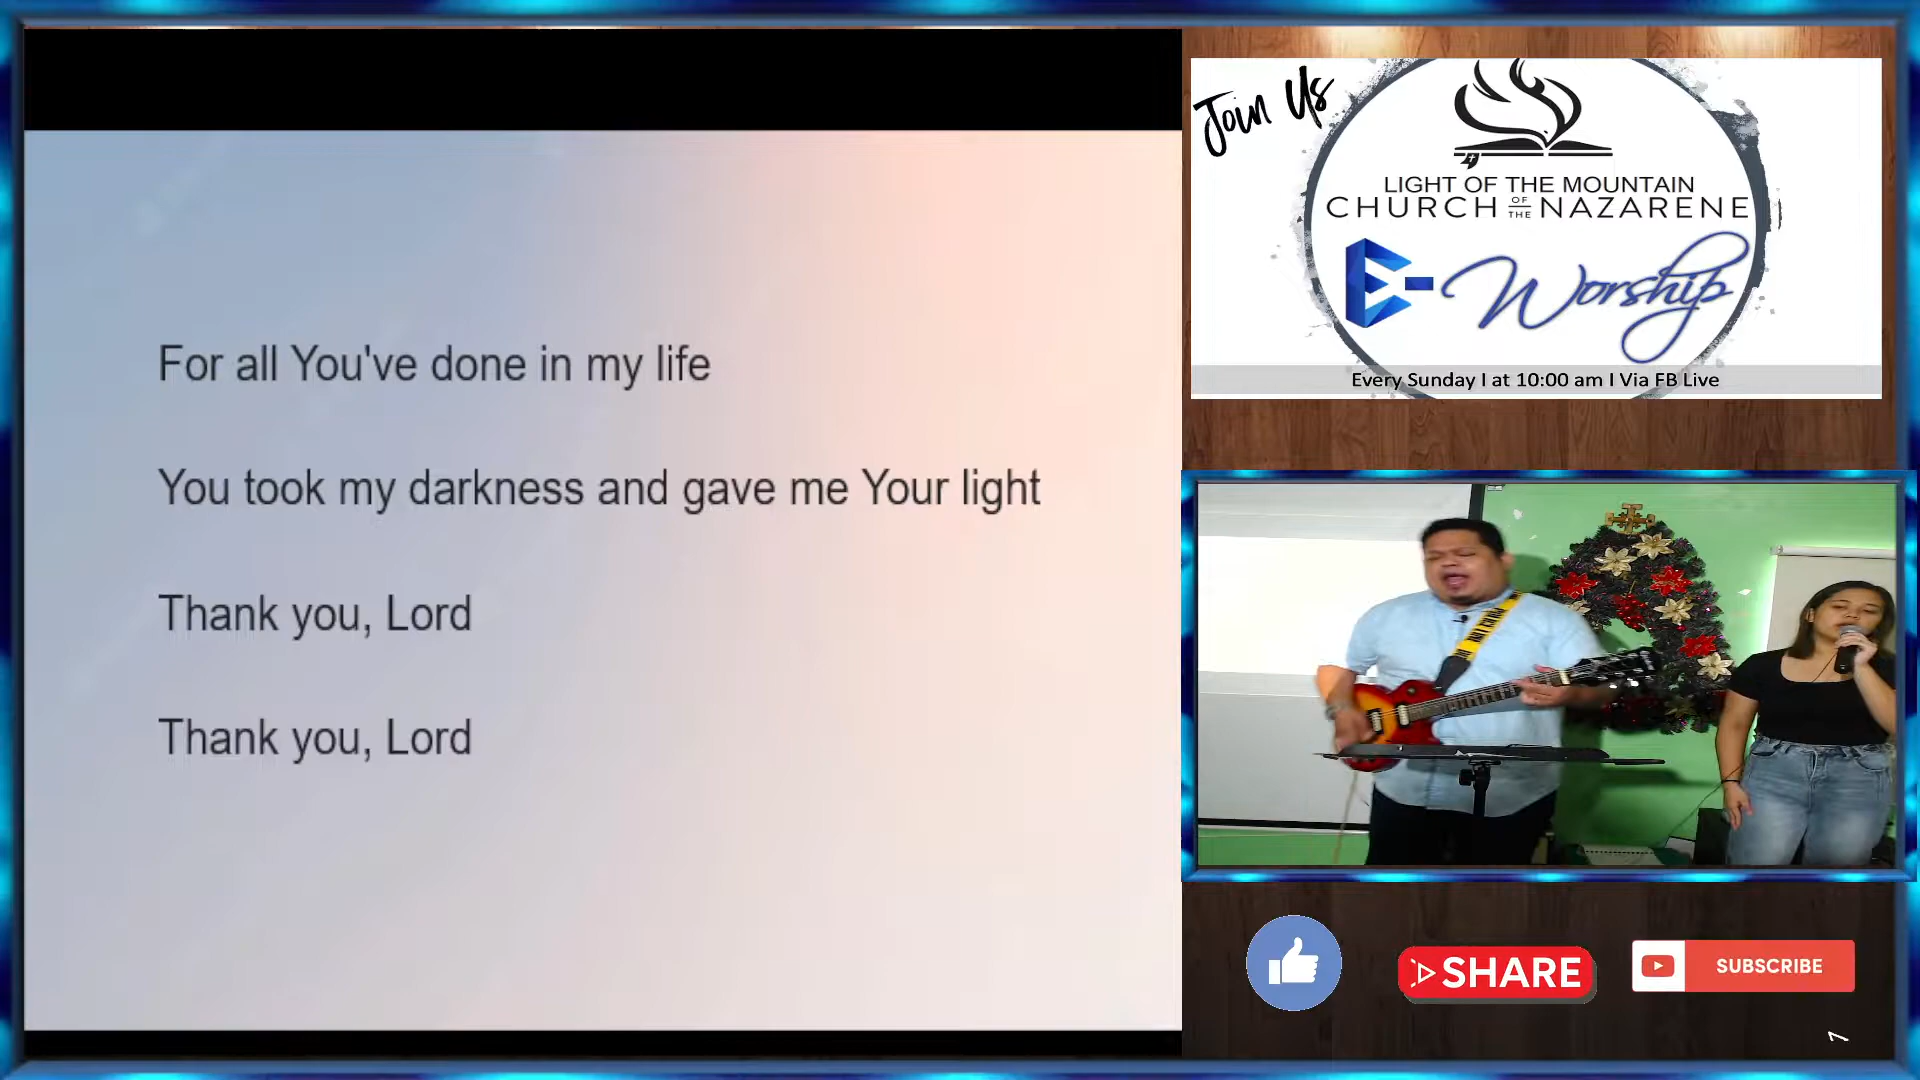 For all You've done in my life
You took my darkness and gave me Your light
Thank you, Lord
Thank you, Lord
Join Us
LIGHT OF THE MOUNTAIN
CHURCH OF THE NAZARENE
E-Worship
Every Sunday I at 10:00 am I Via FB Live
SHARE
SUBSCRIBE